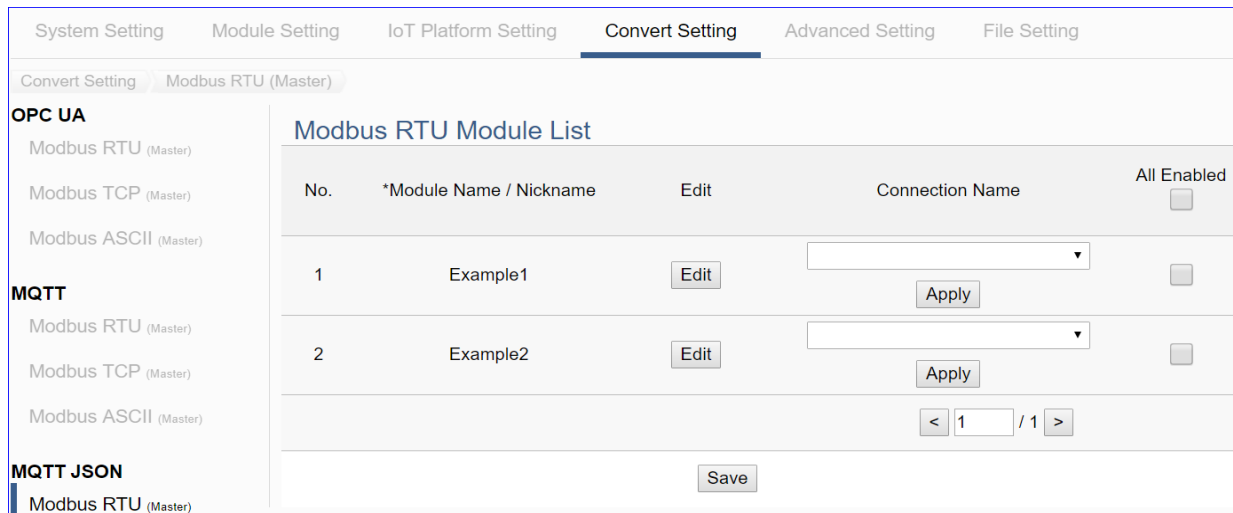 System Setting Module Setting IoT Platform Setting Convert Setting Advanced Setting File Setting
Convert Setting Modbus RTU (Master)
OPC UA
Modbus RTU (Master)
Modbus TCP (Master)
Modbus ASCII (Master)
MQTT
Modbus RTU (Master)
Modbus TCP (Master)
Modbus ASCII (Master)
MQTT JSON
Modbus RTU (Master)
Modbus RTU Module List
No. *Module Name / Nickname Edit Connection Name All Enabled
1 Example1 Edit
Apply
2 Example2 Edit
Apply
< 1 / 1 >
Save